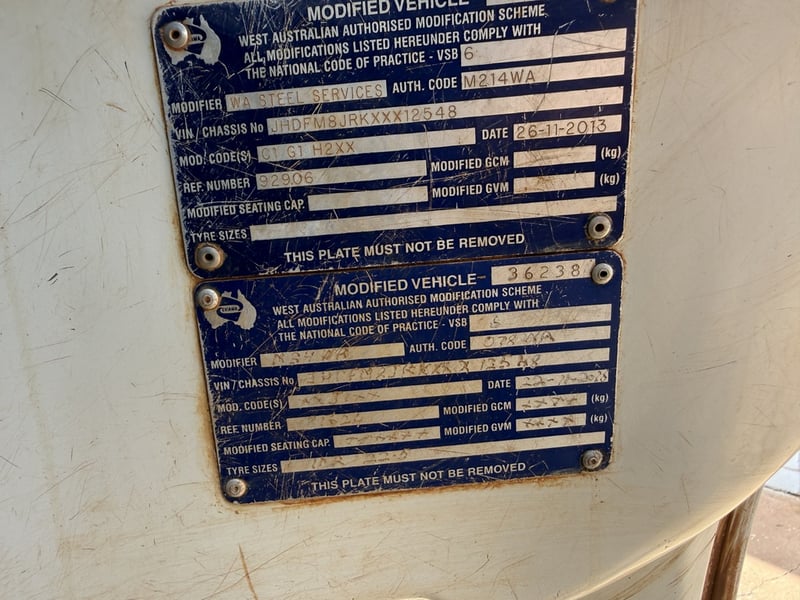 MODIFIED VEHICLE
WEST AUSTRALIAN AUTHORISED MODIFICATION SCHEME
ALL MODIFICATIONS LISTED HEREUNDER COMPLY WITH
THE NATIONAL CODE OF PRACTICE - VSB 6
MODIFIER WA STEEL SERVICES AUTH. CODE M214WA
VIN / CHASSIS No JHDFM8JRKXXX12548
MOD. CODE(S) G1 G1 H2XX DATE 26-11-2013
REF. NUMBER 92906 MODIFIED GCM (kg)
MODIFIED SEATING CAP. MODIFIED GVM (kg)
TYRE SIZES
THIS PLATE MUST NOT BE REMOVED
MODIFIED VEHICLE 36238
WEST AUSTRALIAN AUTHORISED MODIFICATION SCHEME
ALL MODIFICATIONS LISTED HEREUNDER COMPLY WITH
THE NATIONAL CODE OF PRACTICE - VSB
MODIFIER AUTH. CODE
VIN / CHASSIS No
MOD. CODE(S) DATE
REF. NUMBER MODIFIED GCM XXXX (kg)
MODIFIED SEATING CAP. MODIFIED GVM XXXX (kg)
TYRE SIZES
THIS PLATE MUST NOT BE REMOVED